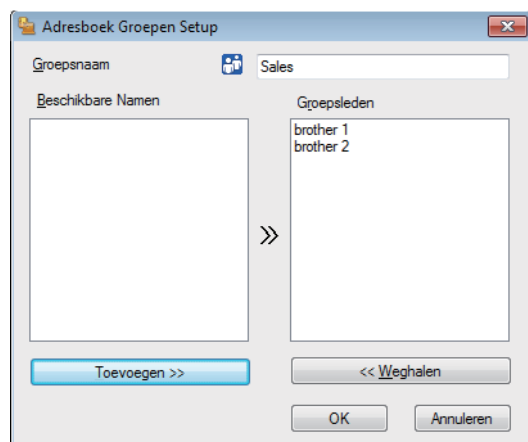 Adresboek Groepen Setup
Groepsnaam
Sales
Beschikbare Namen
Groepsleden
brother 1
brother 2
Toevoegen >>
<< Weghalen
OK
Annuleren